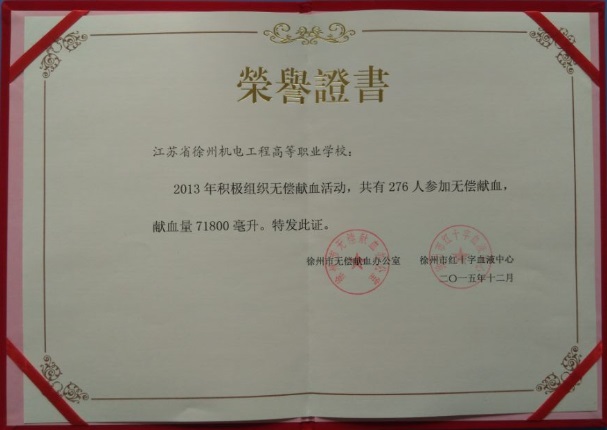 榮譽證書
江苏省徐州机电工程高等职业学校：
2013 年积极组织无偿献血活动，共有 276 人参加无偿献血，
献血量 71800 毫升。特发此证。
徐州市无偿献血办公室 徐州市红十字血液中心
二〇一五年十二月